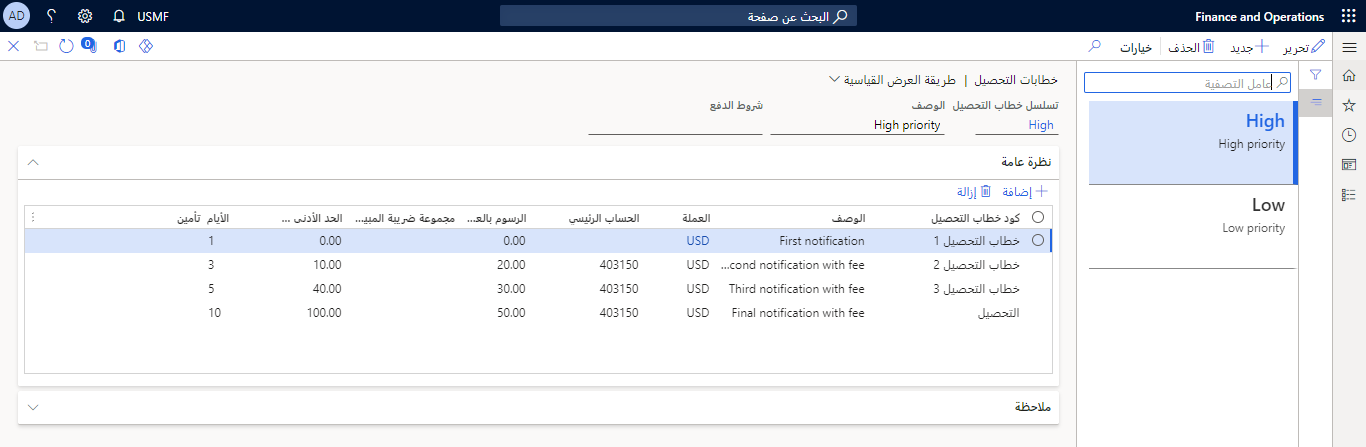 Finance and Operations
البحث عن صفحة
USMF
AD
تحرير
جديد
الحذف
خيارات
0
عامل التصفية
High
High priority
Low
Low priority
خطابات التحصيل | طريقة العرض القياسية
تسلسل خطاب التحصيل الوصف شروط الدفع
High High priority
نظرة عامة
إضافة إزالة
كود خطاب التحصيل الوصف العملة الحساب الرئيسي الرسوم بالع... مجموعة ضريبة المبي... الحد الأدنى ... الأيام تأمين
خطاب التحصيل 1 First notification USD 0.00 0.00 1
خطاب التحصيل 2 ...cond notification with fee USD 403150 20.00 10.00 3
خطاب التحصيل 3 Third notification with fee USD 403150 30.00 40.00 5
التحصيل Final notification with fee USD 403150 50.00 100.00 10
ملاحظة